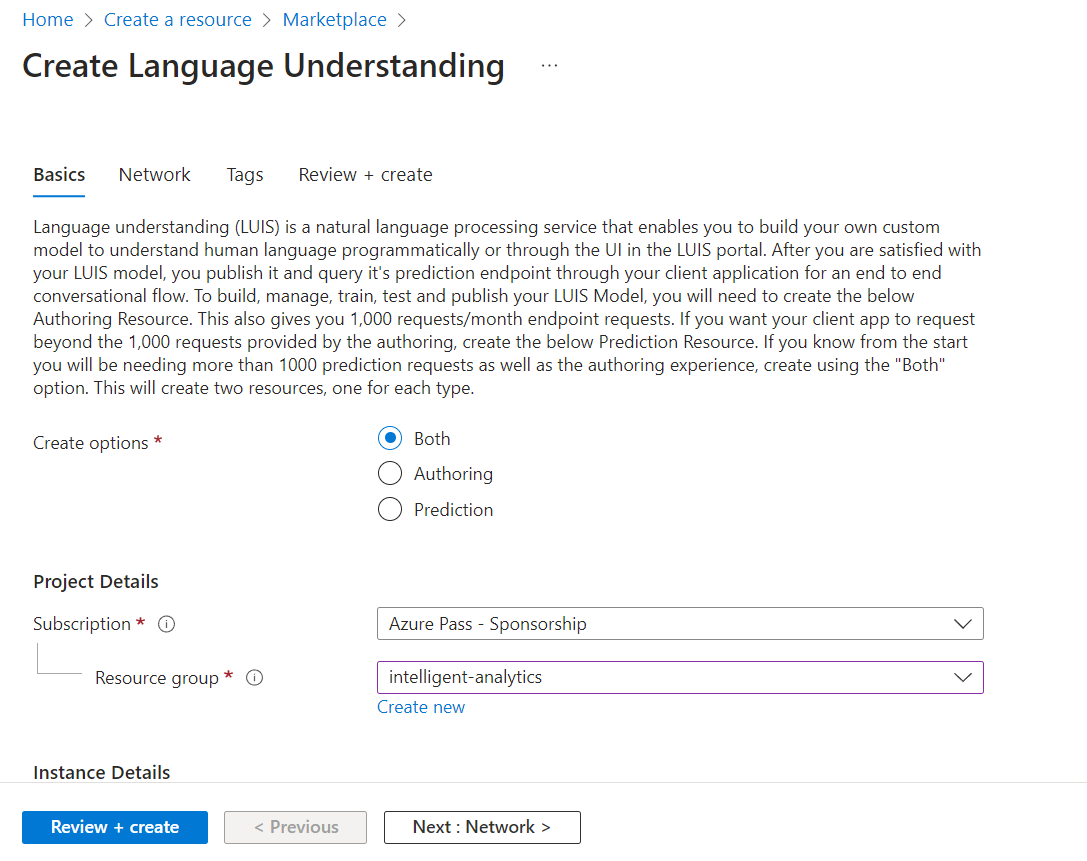 Home > Create a resource > Marketplace >
Create Language Understanding ...
Basics Network Tags Review + create
Language understanding (LUIS) is a natural language processing service that enables you to build your own custom
model to understand human language programmatically or through the UI in the LUIS portal. After you are satisfied with
your LUIS model, you publish it and query it's prediction endpoint through your client application for an end to end
conversational flow. To build, manage, train, test and publish your LUIS Model, you will need to create the below
Authoring Resource. This also gives you 1,000 requests/month endpoint requests. If you want your client app to request
beyond the 1,000 requests provided by the authoring, create the below Prediction Resource. If you know from the start
you will be needing more than 1000 prediction requests as well as the authoring experience, create using the "Both"
option. This will create two resources, one for each type.
Create options *
Both
Authoring
Prediction
Project Details
Subscription * Azure Pass - Sponsorship
Resource group * intelligent-analytics
Create new
Instance Details
Review + create < Previous Next : Network >